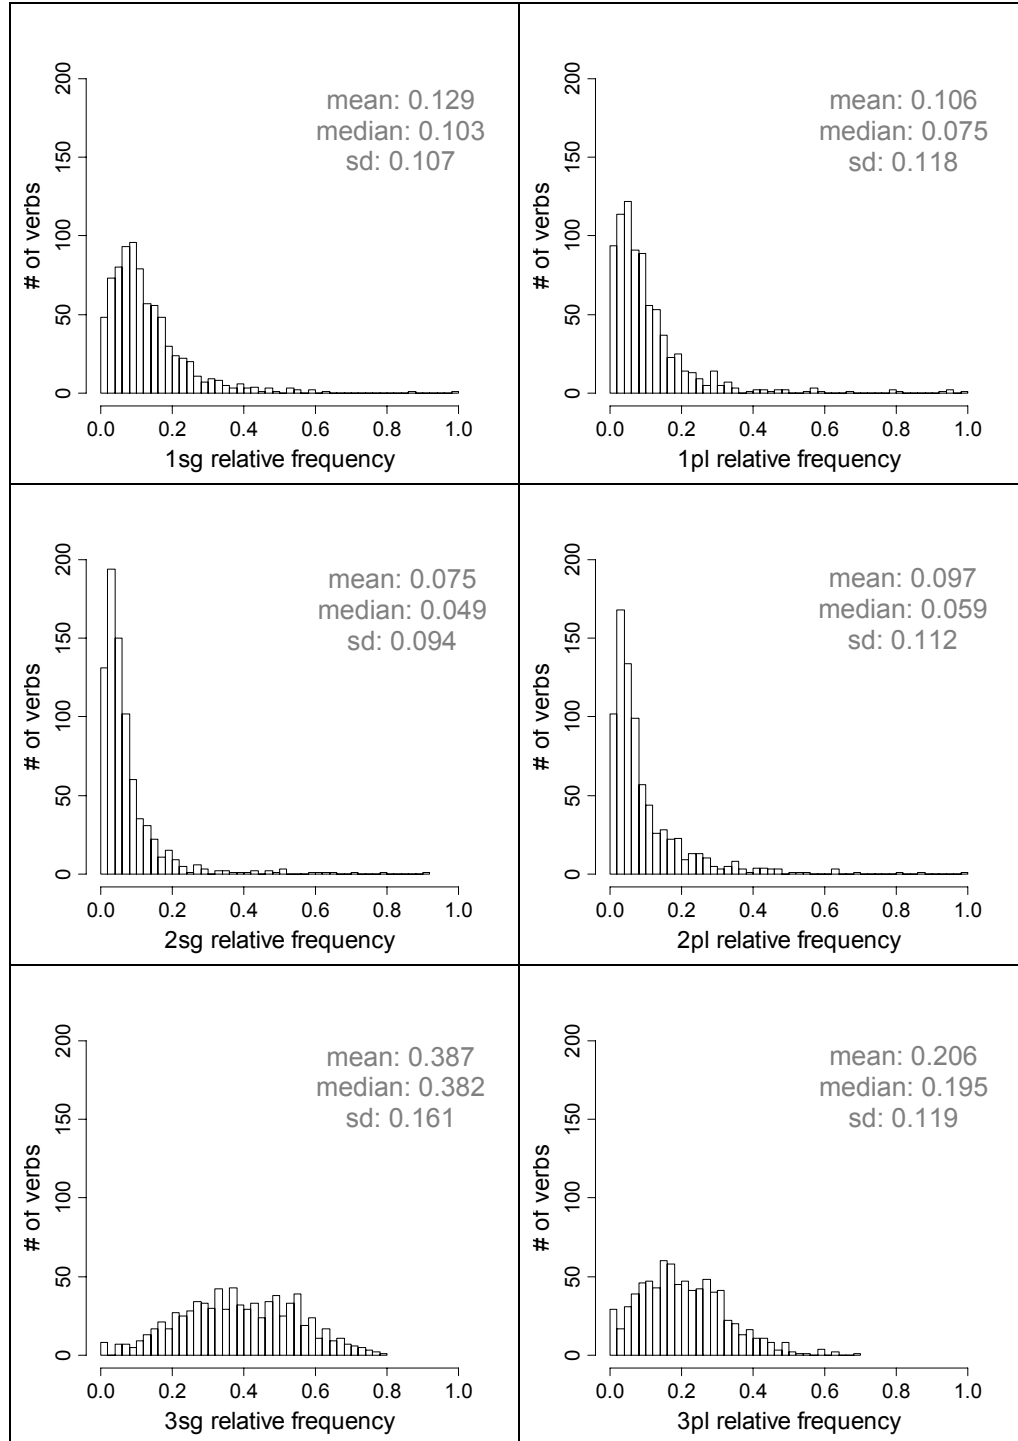 200
150
100
50
0
# of verbs
mean: 0.129
median: 0.103
sd: 0.107
0.0 0.2 0.4 0.6 0.8 1.0
1sg relative frequency
200
150
100
50
0
# of verbs
mean: 0.106
median: 0.075
sd: 0.118
0.0 0.2 0.4 0.6 0.8 1.0
1pl relative frequency
200
150
100
50
0
# of verbs
mean: 0.075
median: 0.049
sd: 0.094
0.0 0.2 0.4 0.6 0.8 1.0
2sg relative frequency
200
150
100
50
0
# of verbs
mean: 0.097
median: 0.059
sd: 0.112
0.0 0.2 0.4 0.6 0.8 1.0
2pl relative frequency
200
150
100
50
0
# of verbs
mean: 0.387
median: 0.382
sd: 0.161
0.0 0.2 0.4 0.6 0.8 1.0
3sg relative frequency
200
150
100
50
0
# of verbs
mean: 0.206
median: 0.195
sd: 0.119
0.0 0.2 0.4 0.6 0.8 1.0
3pl relative frequency